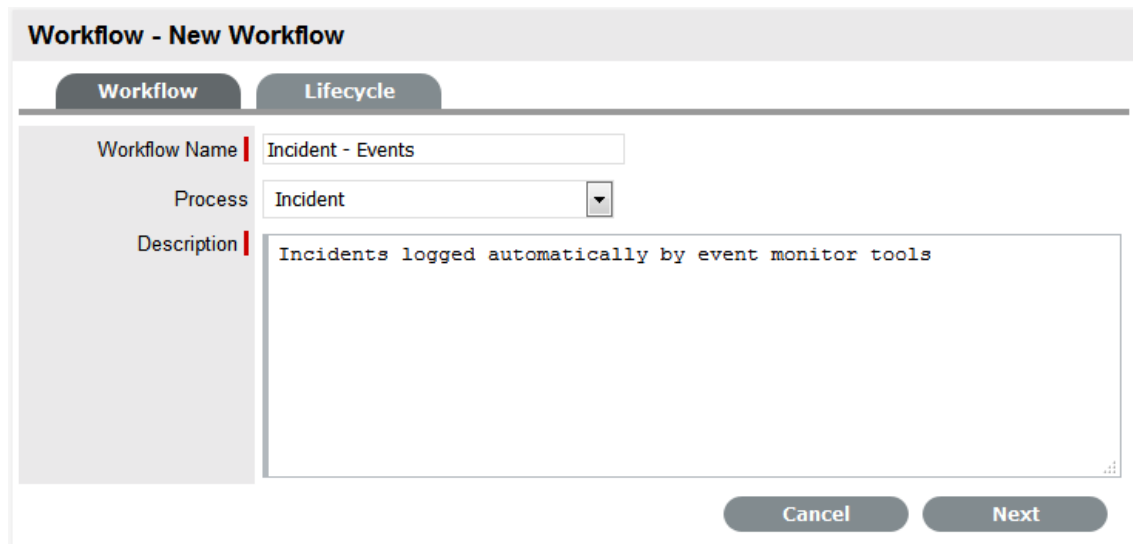 Workflow - New Workflow
Workflow Lifecycle
Workflow Name Incident - Events
Process Incident
Description Incidents logged automatically by event monitor tools
Cancel Next